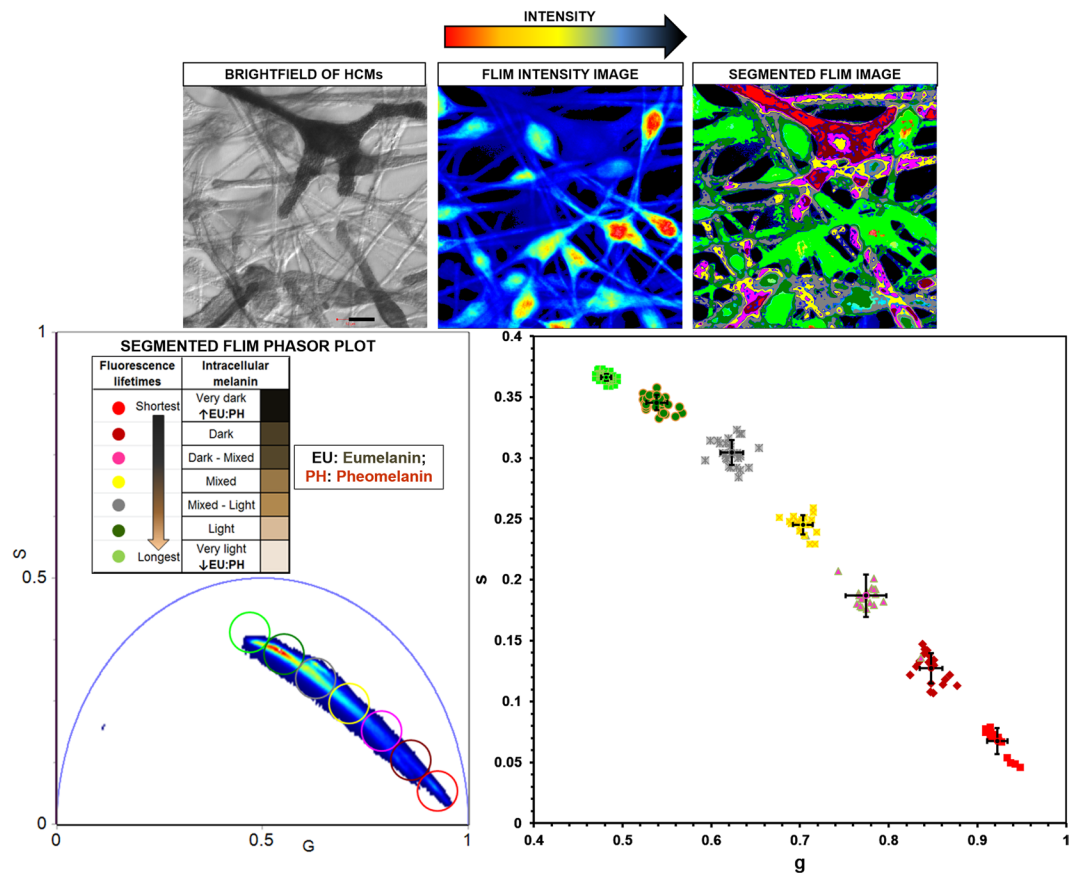 INTENSITY
BRIGHTFIELD OF HCMs
FLIM INTENSITY IMAGE
SEGMENTED FLIM IMAGE
1
SEGMENTED FLIM PHASOR PLOT
Fluorescence
lifetimes
Intracellular
melanin
Shortest
Very dark
↑EU:PH
Dark
Dark - Mixed
Mixed
Mixed - Light
Light
Longest
Very light
↓EU:PH
EU: Eumelanin;
PH: Pheomelanin
S
0.5
0
0
0.5
1
G
0.4
0.35
0.3
0.25
0.2
0.15
0.1
0.05
0
s
0.4
0.5
0.6
0.7
0.8
0.9
1
g